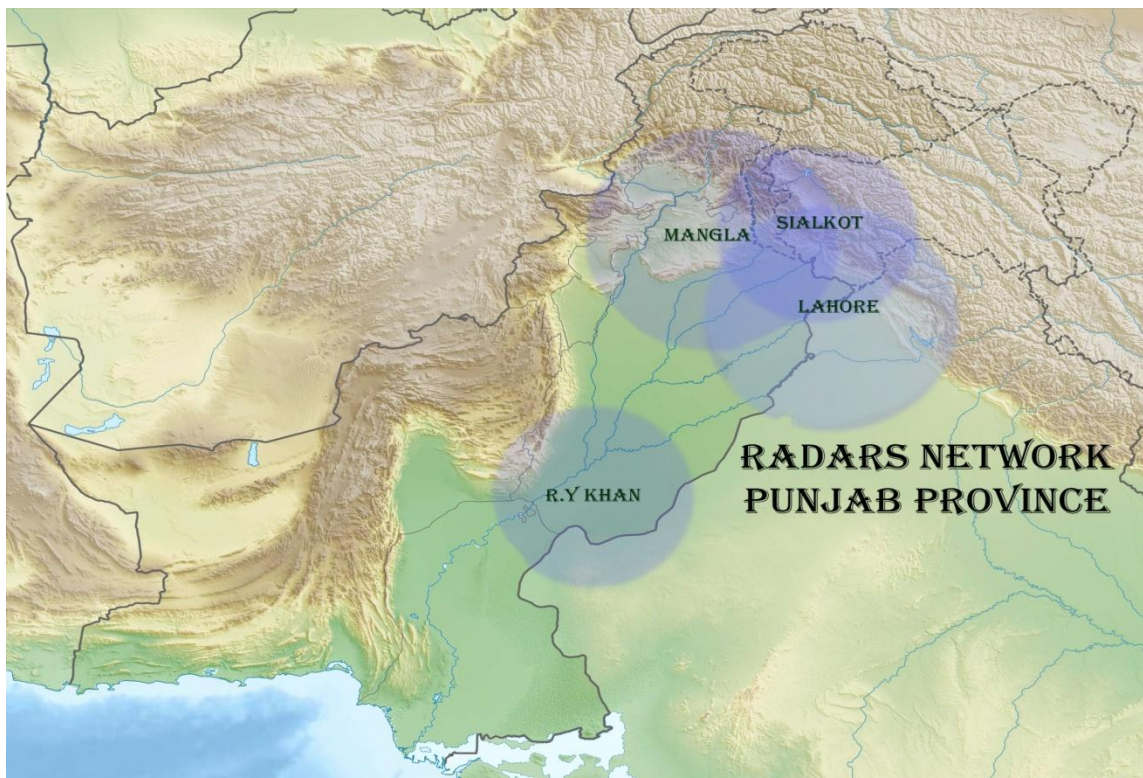 MANGLA
SIALKOT
LAHORE
R.Y KHAN
RADARS NETWORK
PUNJAB PROVINCE